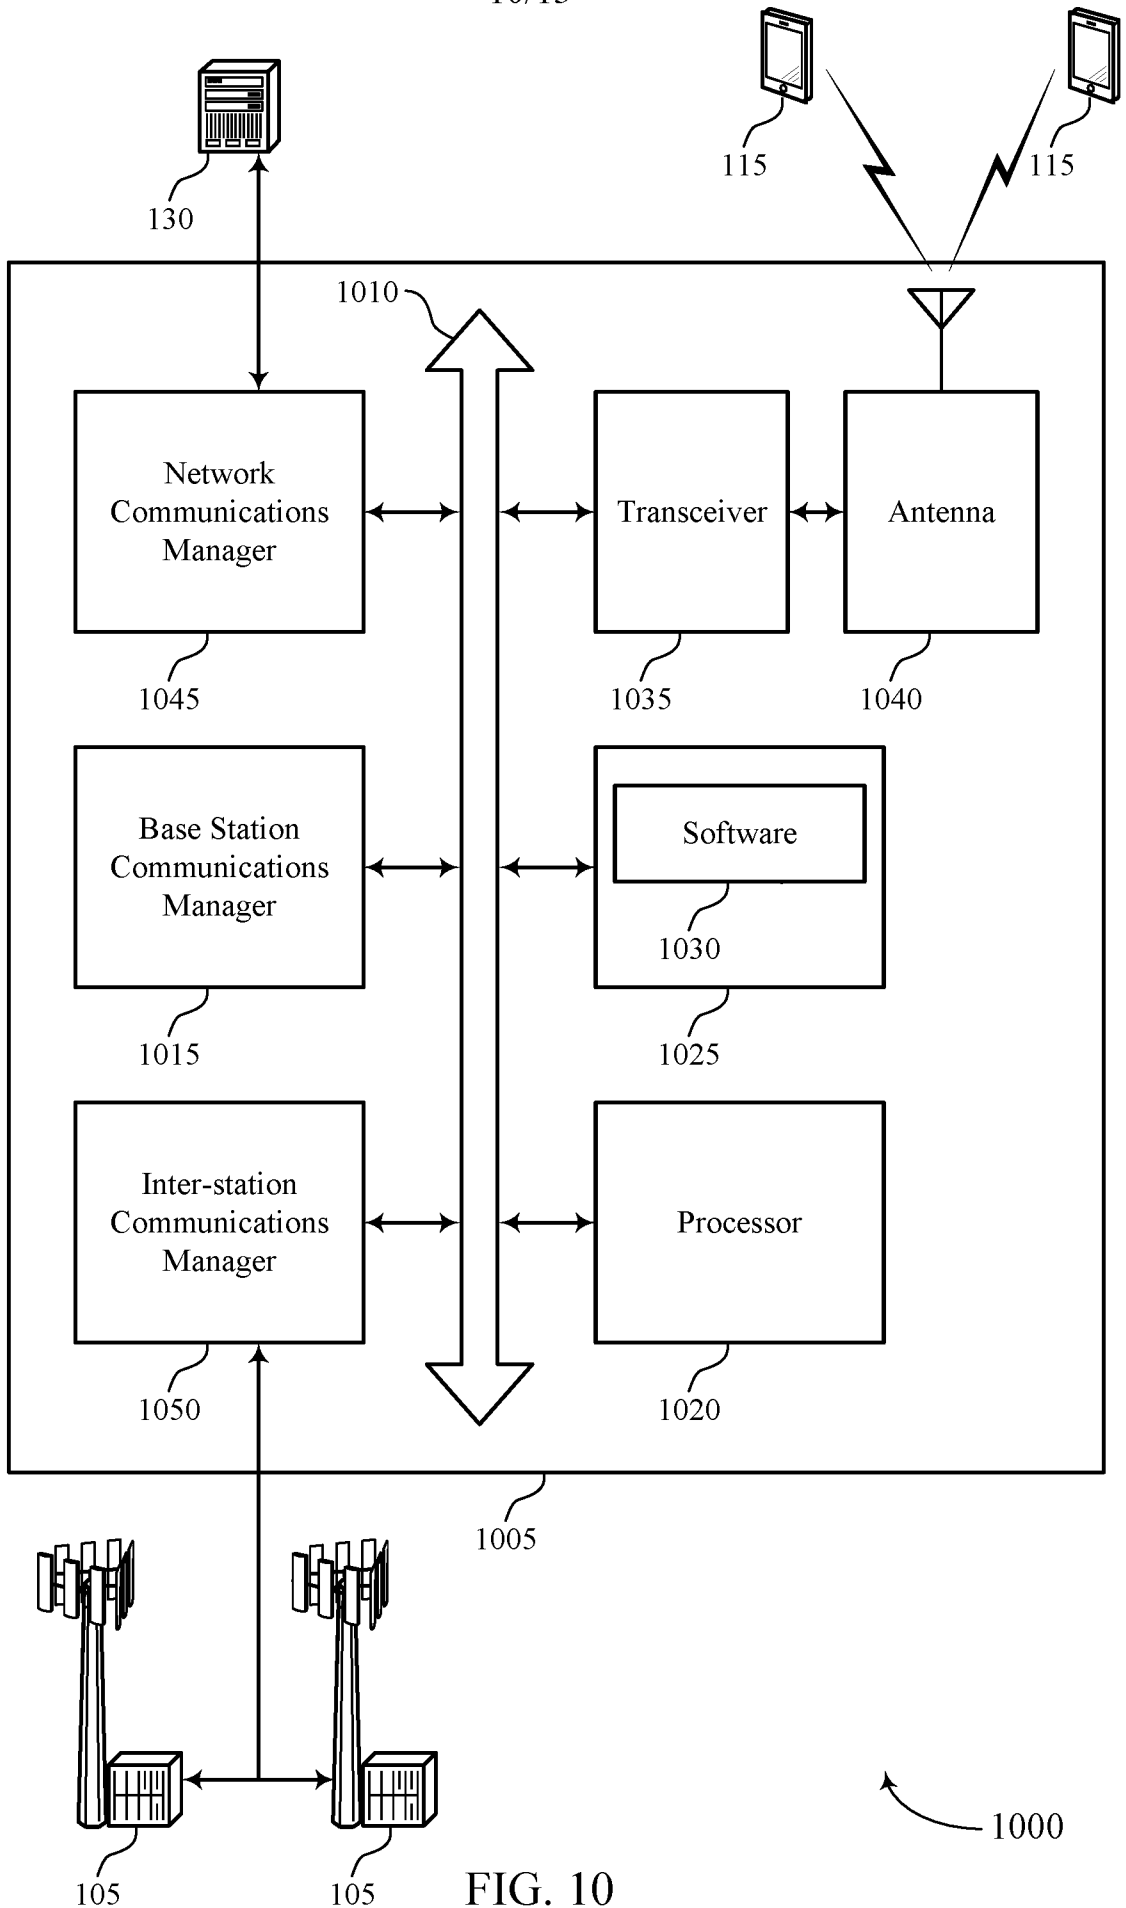 115
115
130
1010
Network
Communications
Manager
Transceiver
Antenna
1045
1035
1040
Base Station
Communications
Manager
Software
1030
1015
1025
Inter-station
Communications
Manager
Processor
1050
1020
1005
1000
105
105
FIG. 10